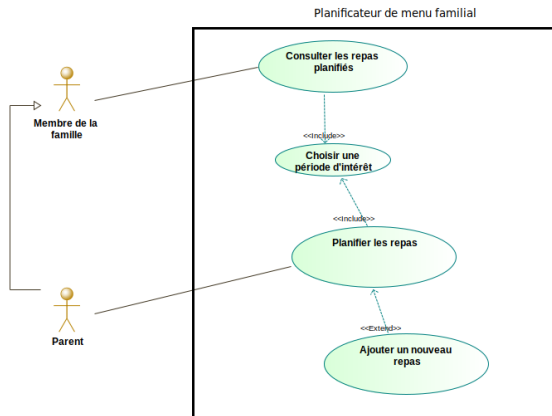 Planificateur de menu familial
Consulter les repas
planifiés
Membre de la
famille
<<Include>>
Choisir une
période d'intérêt
<<Include>>
Planifier les repas
Parent
<<Extend>>
Ajouter un nouveau
repas